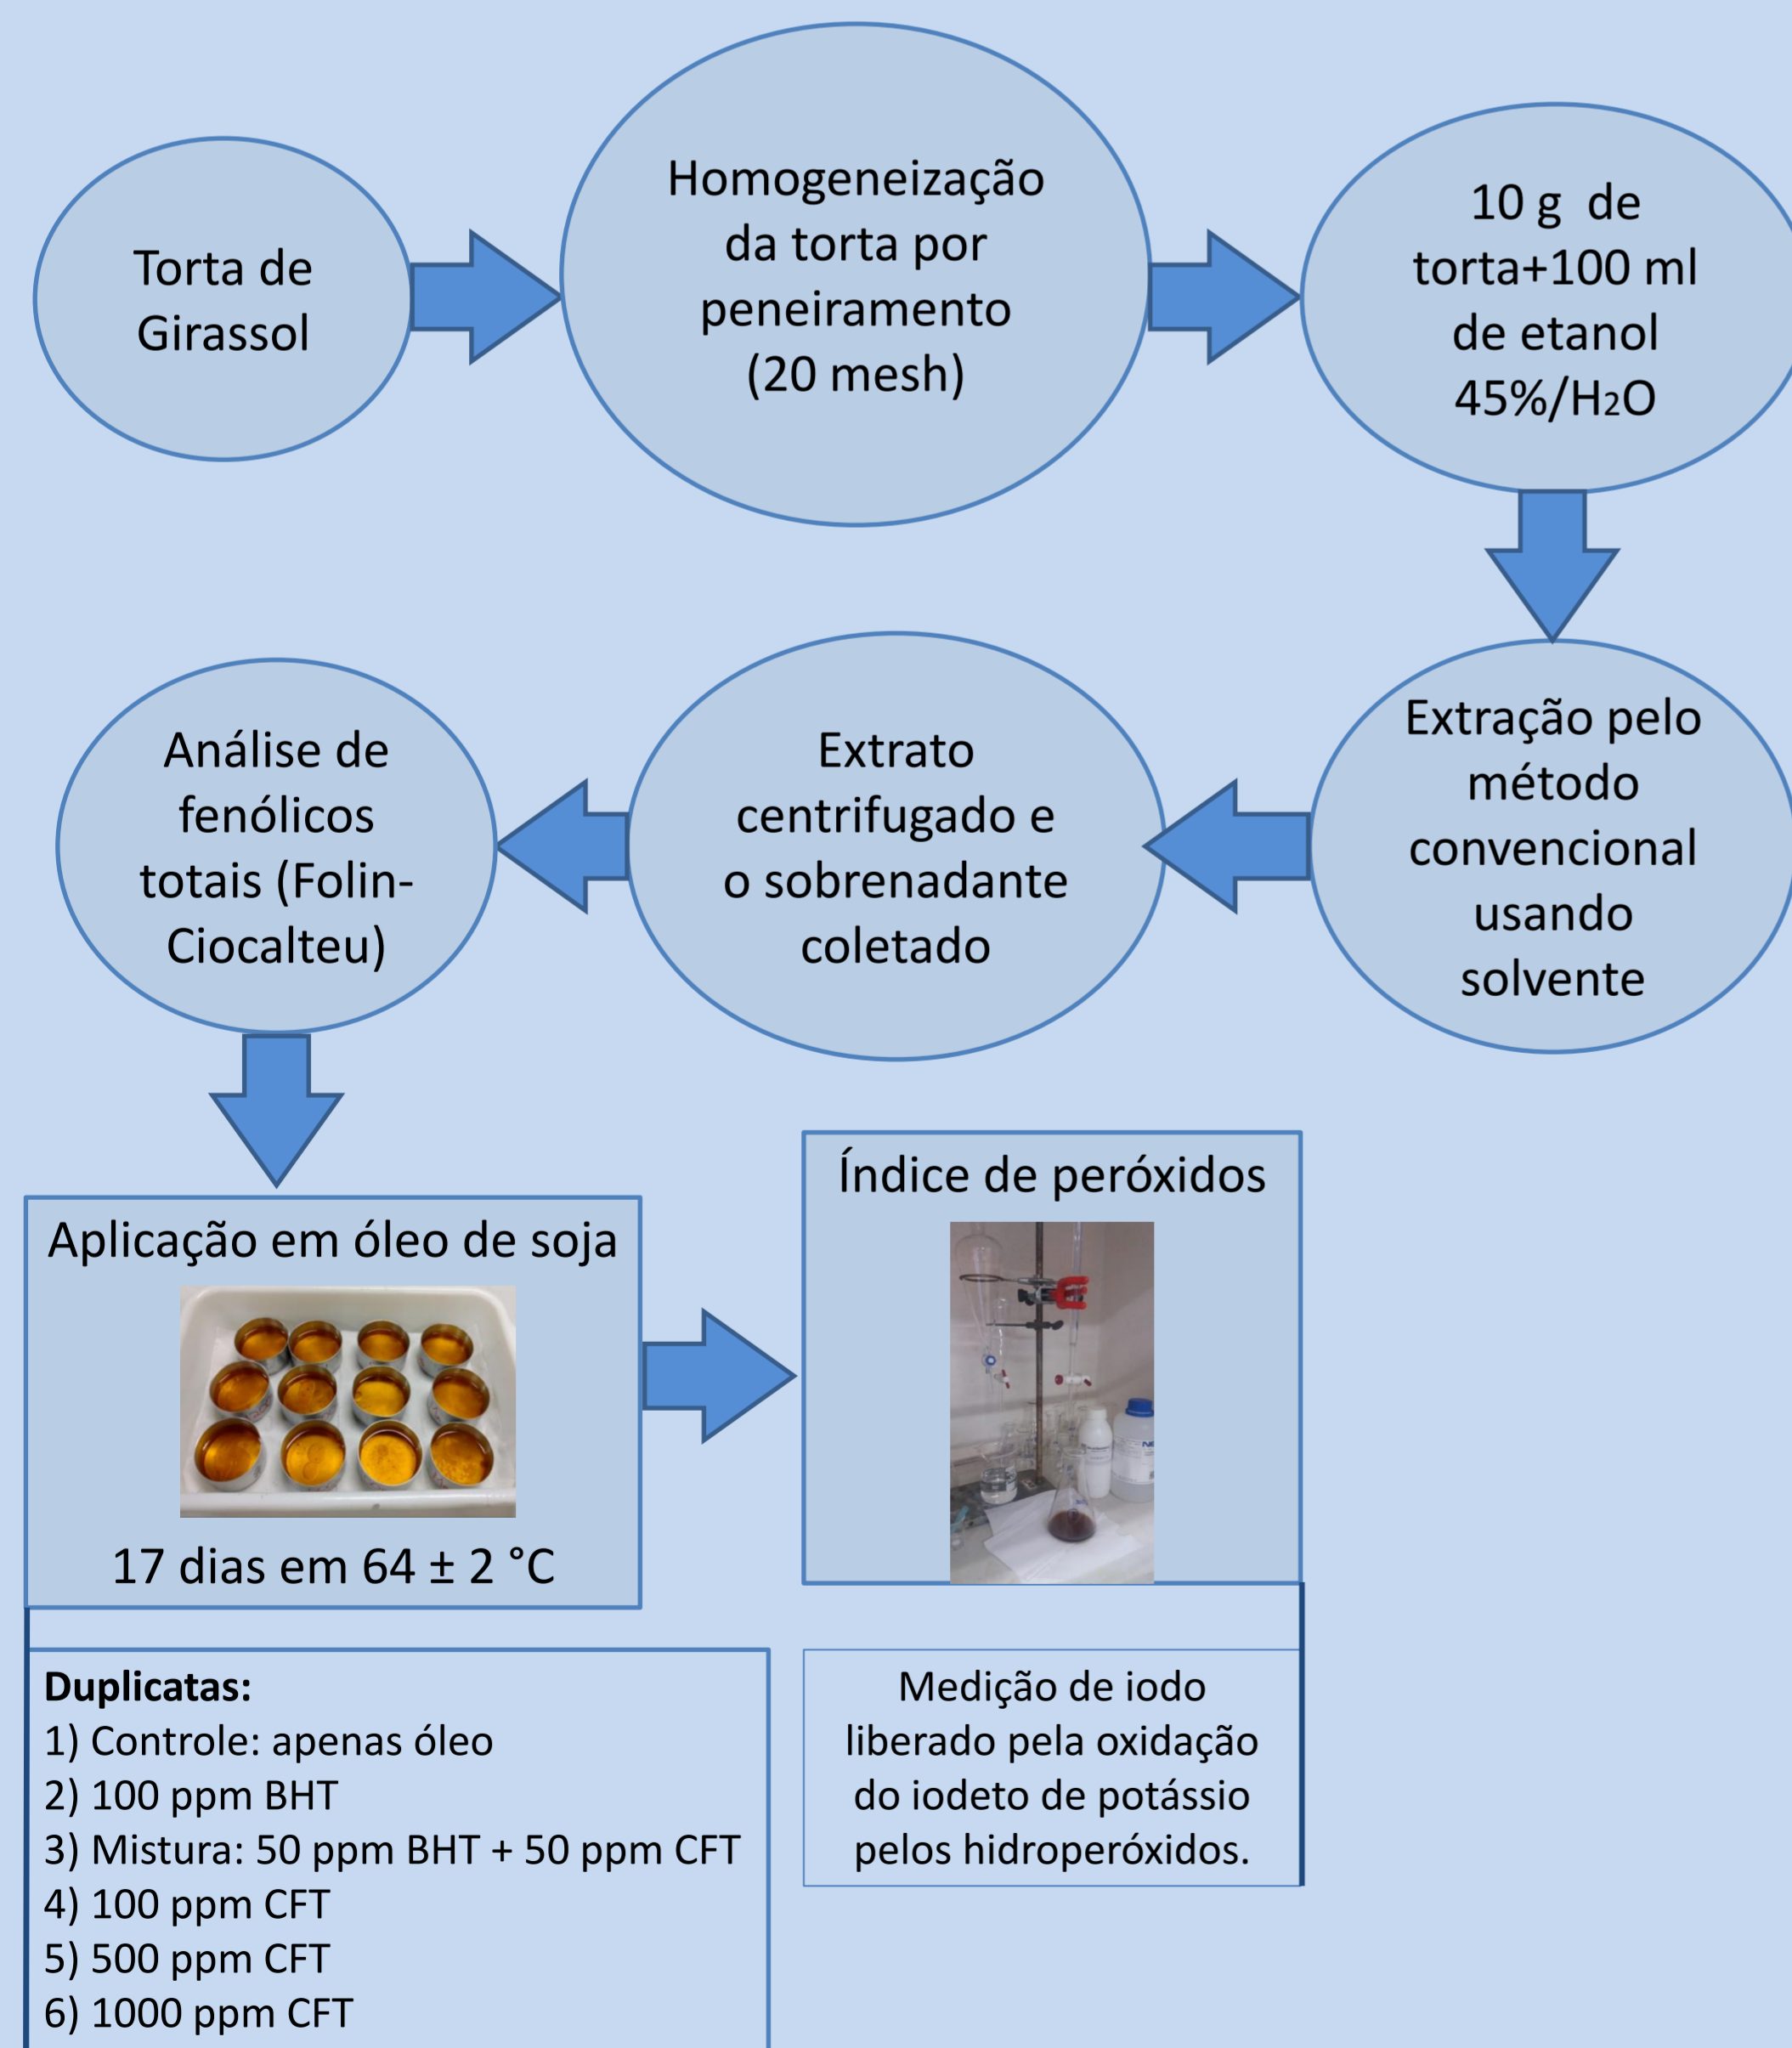 Torta de
Girassol
Homogeneização
da torta por
peneiramento
(20 mesh)
10 g  de
torta+100 ml
de etanol
45%/H₂O
Extração pelo
método
convencional
usando
solvente
Extrato
centrifugado e
o sobrenadante
coletado
Análise de
fenólicos
totais (Folin-
Ciocalteu)
Aplicação em óleo de soja
17 dias em 64 ± 2 °C
Índice de peróxidos
Duplicatas:
1) Controle: apenas óleo
2) 100 ppm BHT
3) Mistura: 50 ppm BHT + 50 ppm CFT
4) 100 ppm CFT
5) 500 ppm CFT
6) 1000 ppm CFT
Medição de iodo
liberado pela oxidação
do iodeto de potássio
pelos hidroperóxidos.